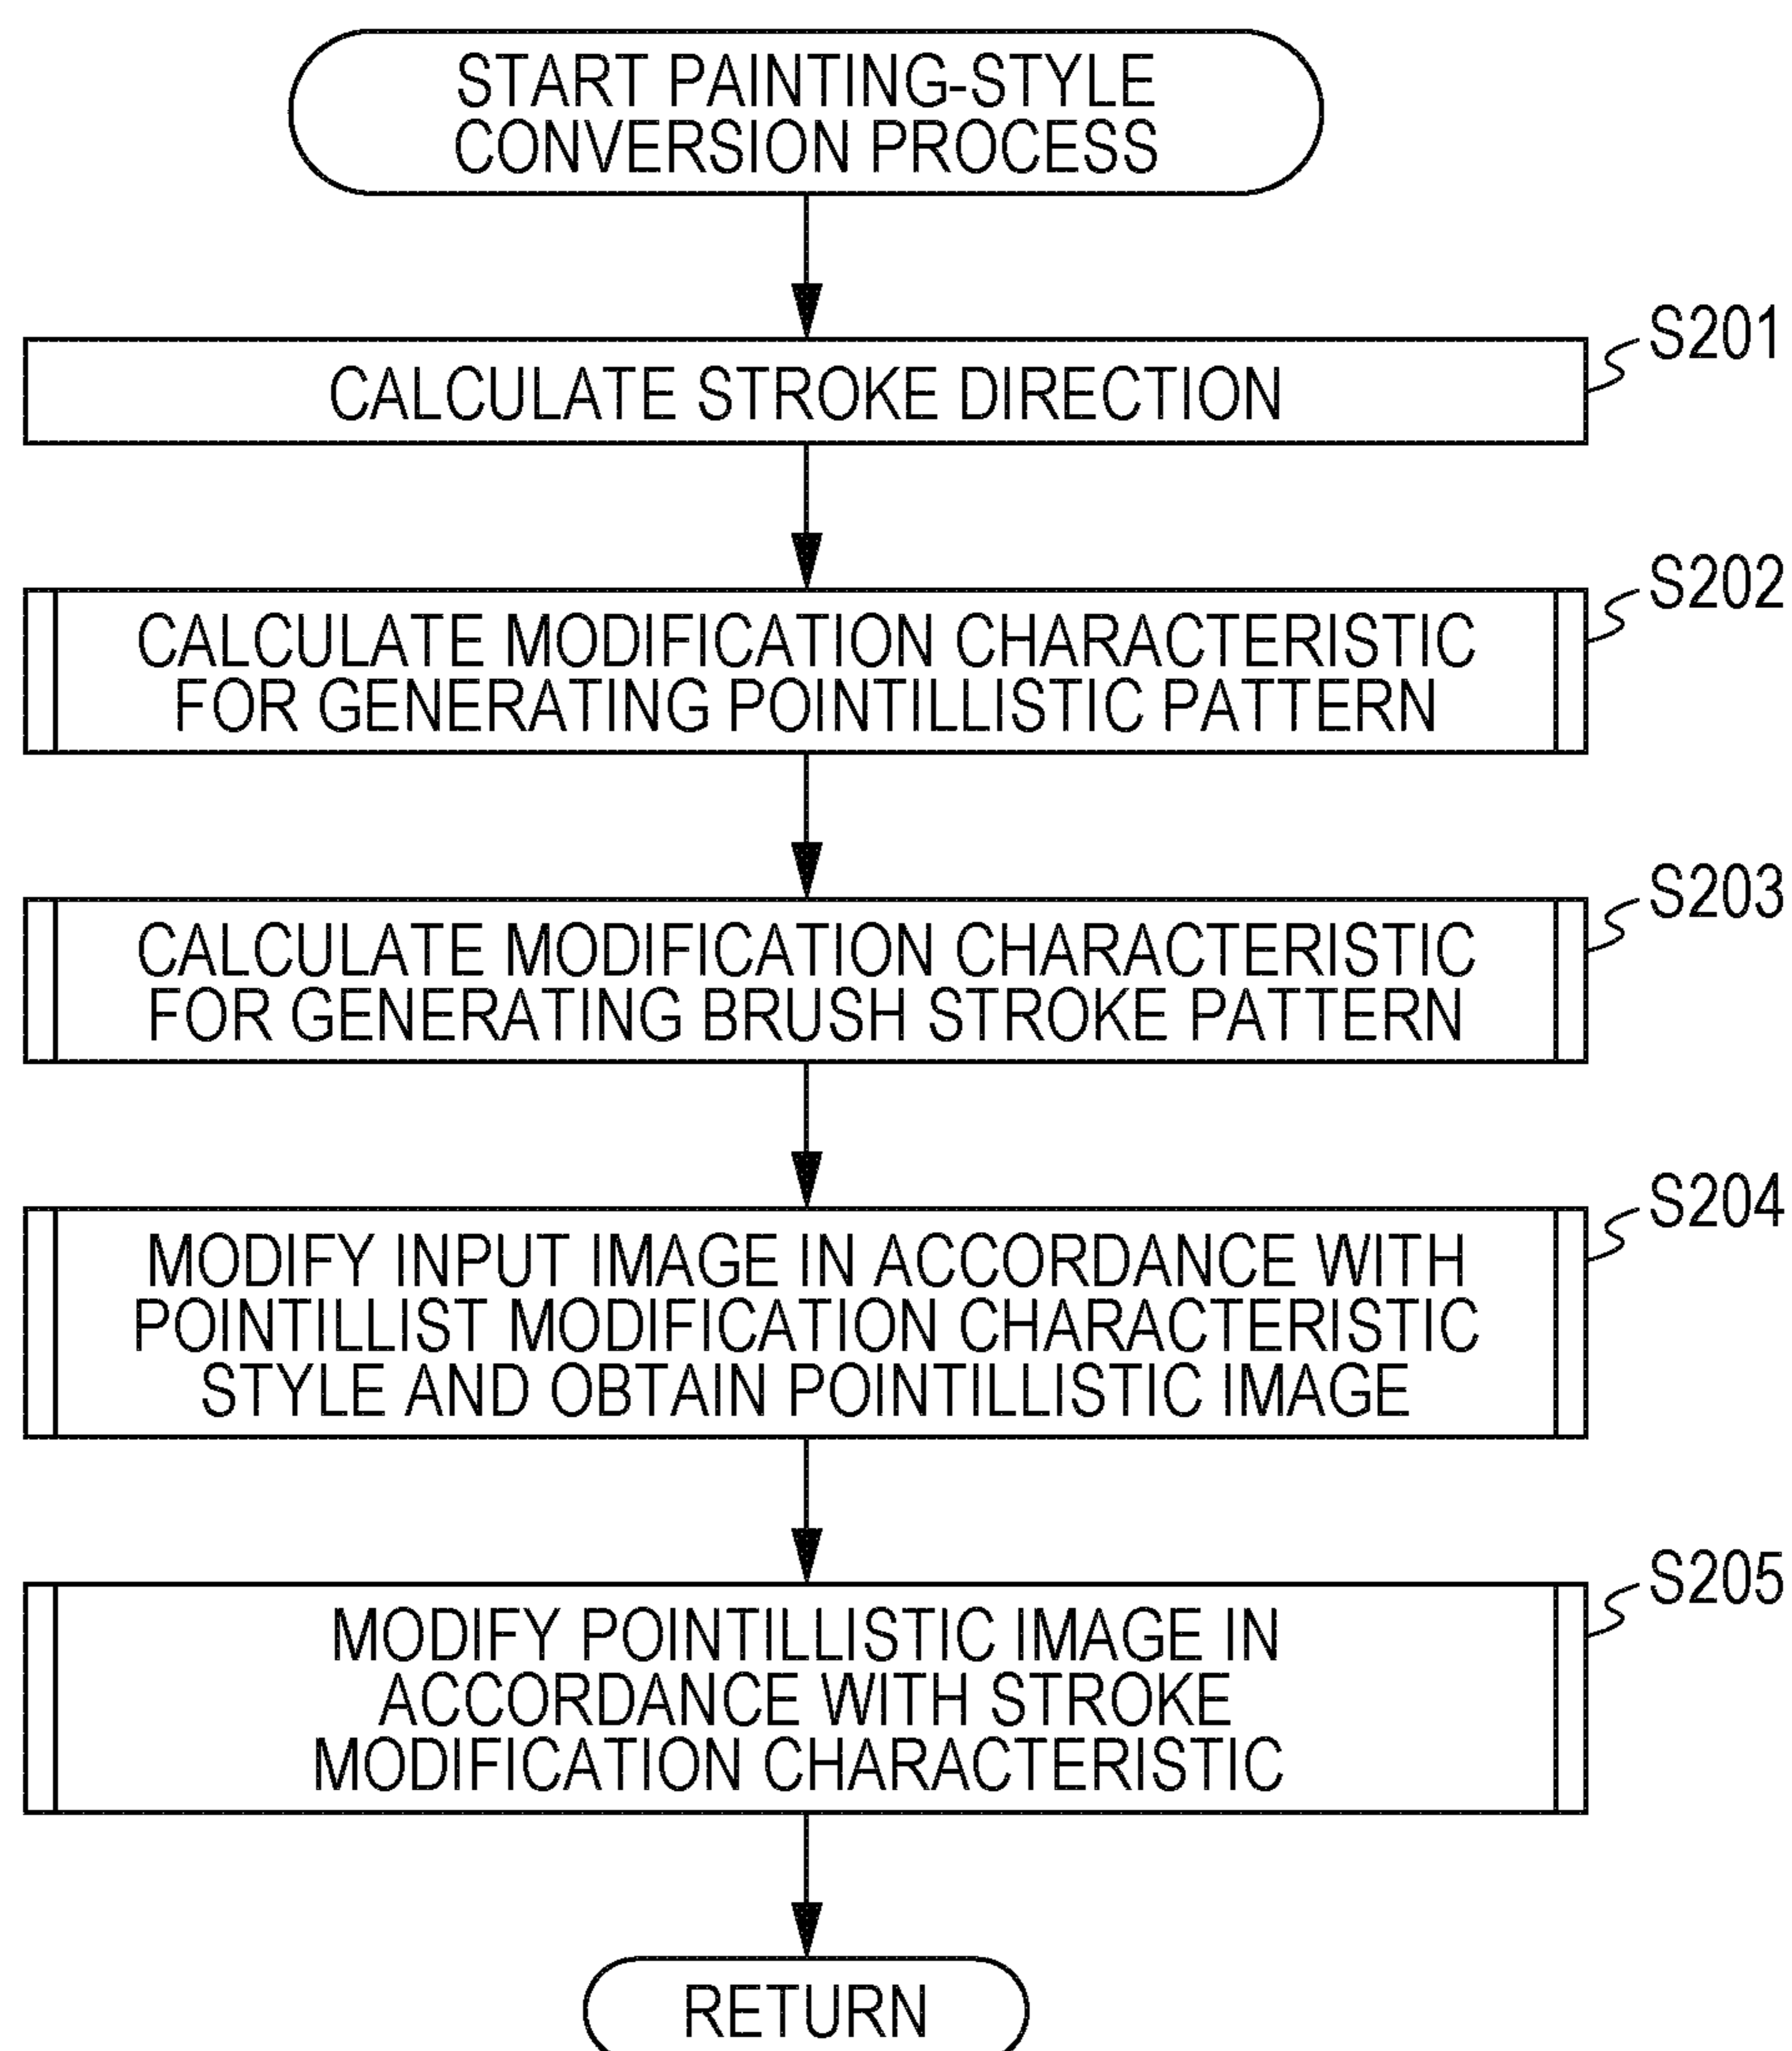 START PAINTING-STYLE
CONVERSION PROCESS
S201
CALCULATE STROKE DIRECTION
S202
CALCULATE MODIFICATION CHARACTERISTIC
FOR GENERATING POINTILLISTIC PATTERN
S203
CALCULATE MODIFICATION CHARACTERISTIC
FOR GENERATING BRUSH STROKE PATTERN
S204
MODIFY INPUT IMAGE IN ACCORDANCE WITH
POINTILLIST MODIFICATION CHARACTERISTIC
STYLE AND OBTAIN POINTILLISTIC IMAGE
S205
MODIFY POINTILLISTIC IMAGE IN
ACCORDANCE WITH STROKE
MODIFICATION CHARACTERISTIC
RETURN